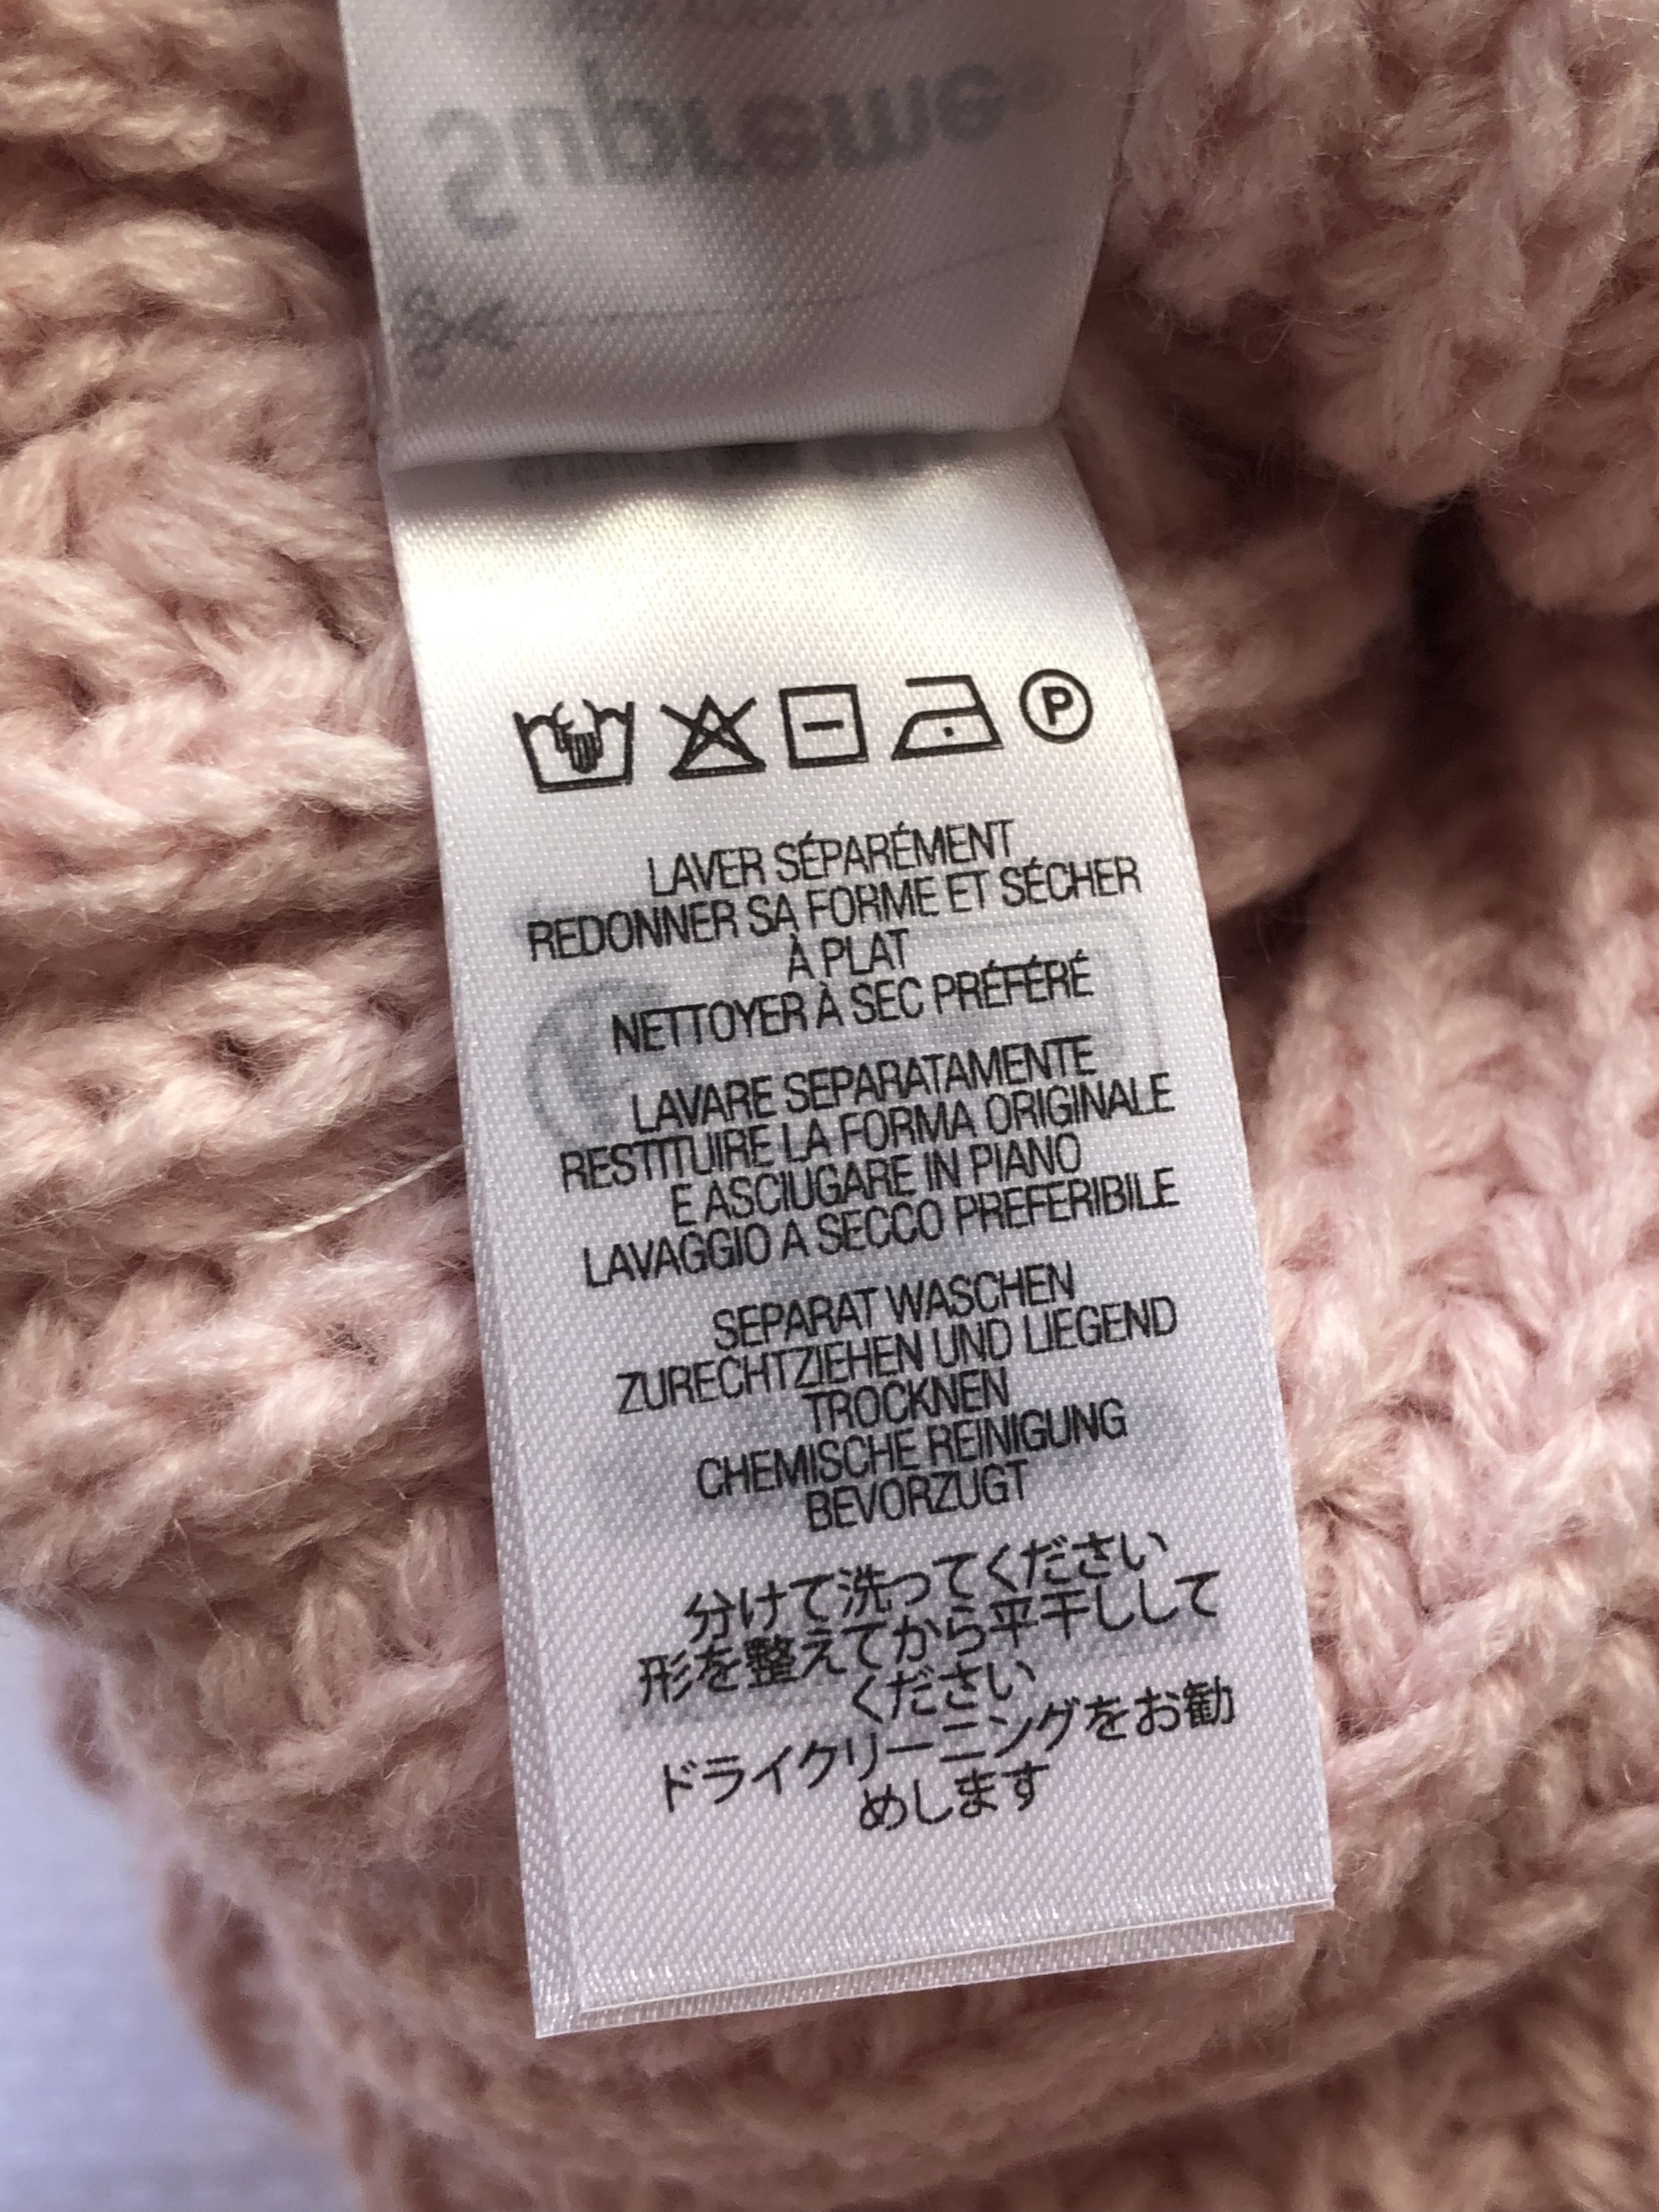 Supreme®
P
LAVER SÉPARÉMENT
REDONNER SA FORME ET SÉCHER
À PLAT
NETTOYER À SEC PRÉFÉRÉ
LAVARE SEPARATAMENTE
RESTITUIRE LA FORMA ORIGINALE
E ASCIUGARE IN PIANO
LAVAGGIO A SECCO PREFERIBILE
SEPARAT WASCHEN
ZURECHTZIEHEN UND LIEGEND
TROCKNEN
CHEMISCHE REINIGUNG
BEVORZUGT
分けて洗ってください
形を整えてから平干しして
ください
ドライクリーニングをお勧
めします